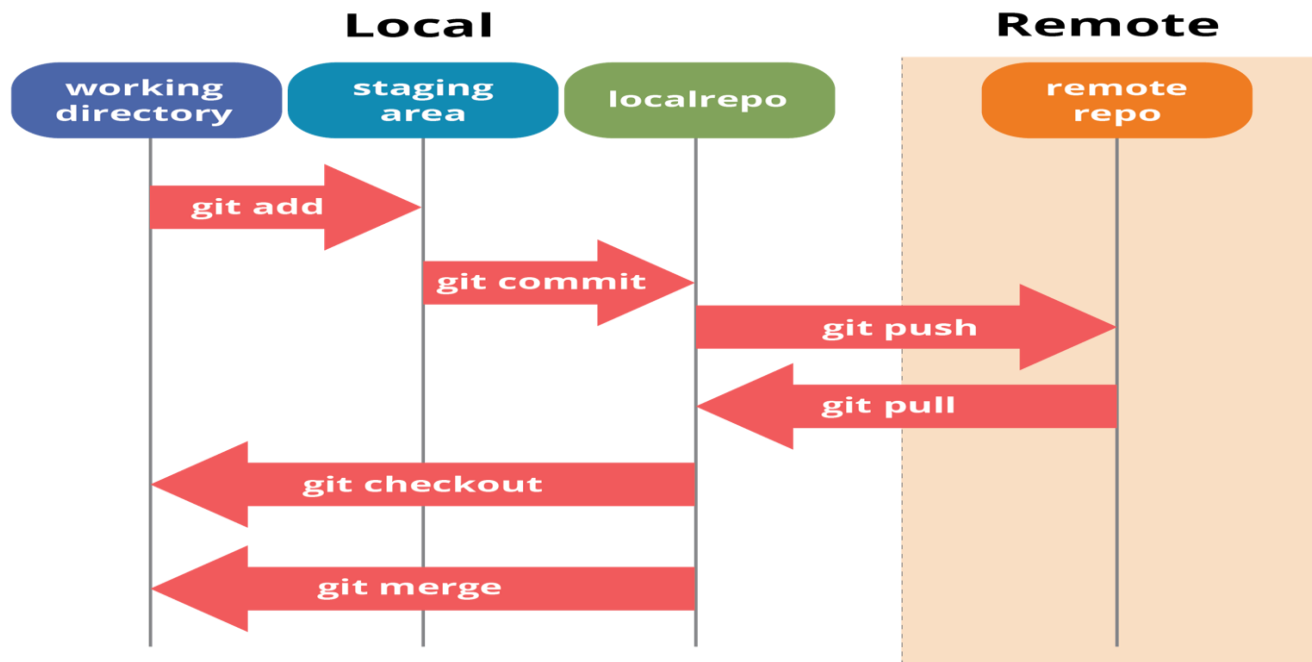 Local
Remote
working
directory
staging
area
localrepo
remote
repo
git add
git commit
git push
git pull
git checkout
git merge